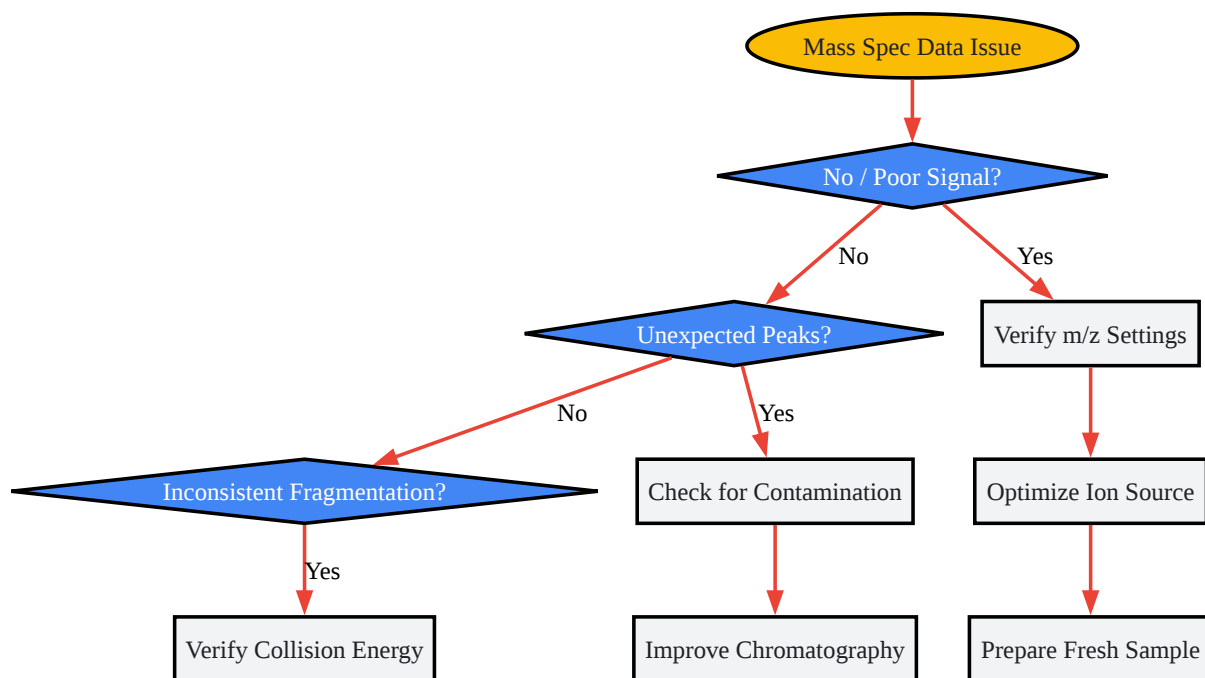 Mass Spec Data Issue
No / Poor Signal?
No
Yes
Unexpected Peaks?
Verify m/z Settings
No
Yes
Inconsistent Fragmentation?
Check for Contamination
Optimize Ion Source
Yes
Verify Collision Energy
Improve Chromatography
Prepare Fresh Sample